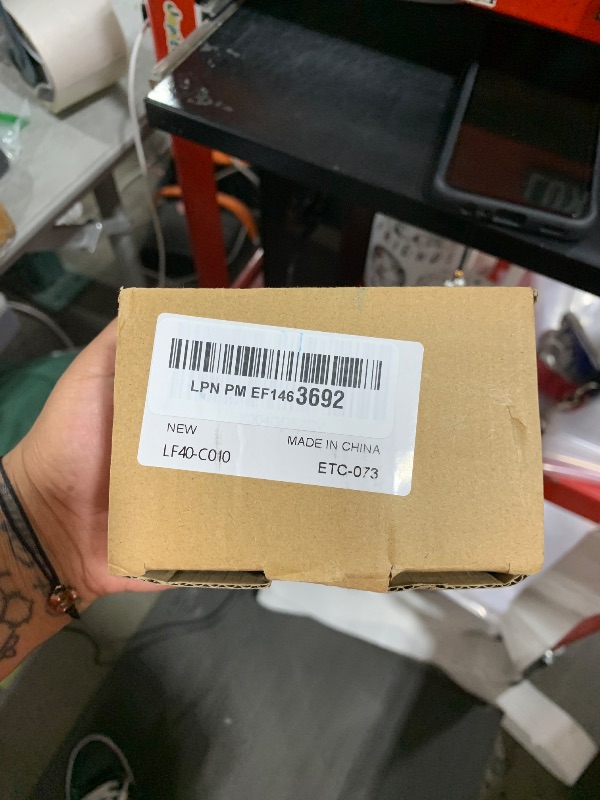 LPN PM EF1463692
NEW
MADE IN CHINA
LF40-C010
ETC-073